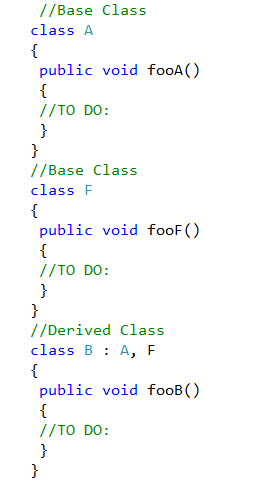 //Base Class
class A
{
public void fooA()
{
//TO DO:
}
}
//Base Class
class F
{
public void fooF()
{
//TO DO:
}
}
//Derived Class
class B : A, F
{
public void fooB()
{
//TO DO:
}
}